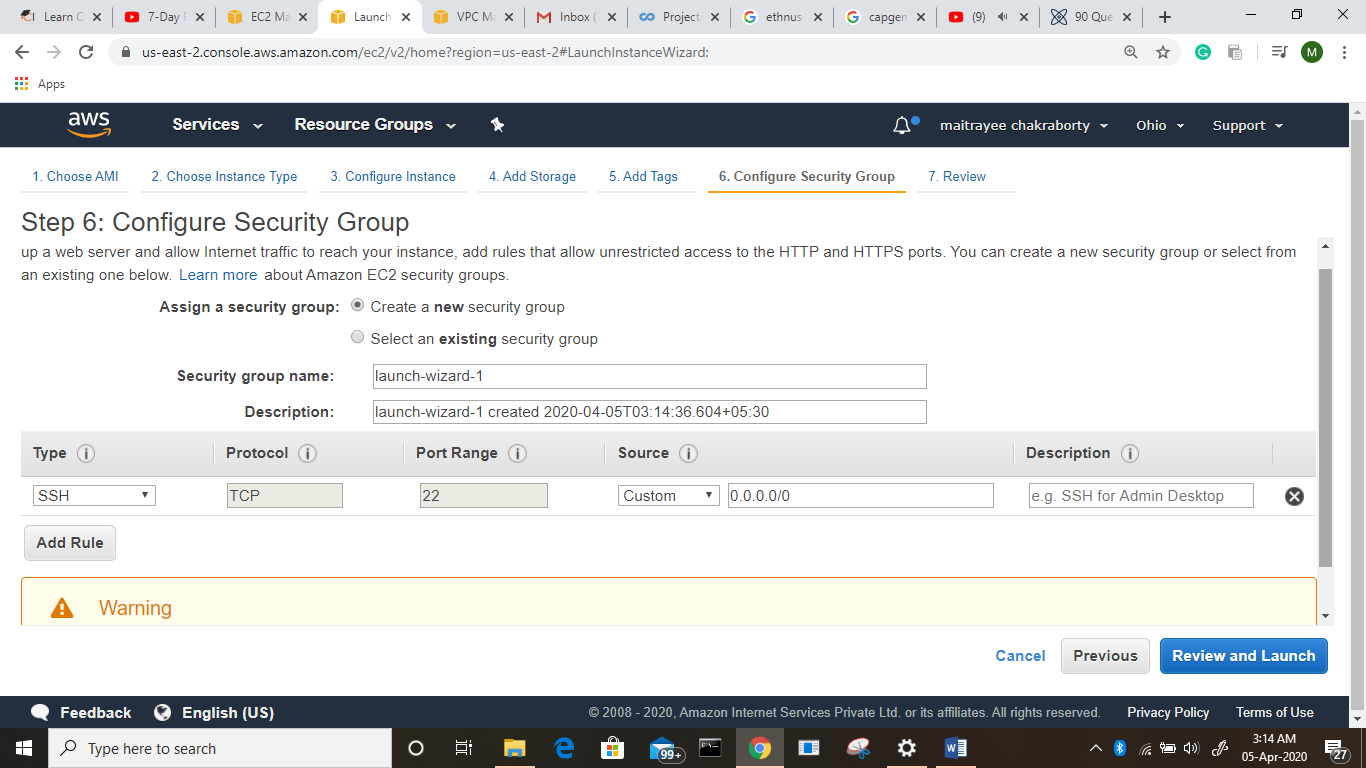 Learn C
7-Day F
EC2 Ma
Launch
VPC Ma
Inbox (
Project:
ethnus
capgen
(9)
90 Que
us-east-2.console.aws.amazon.com/ec2/v2/home?region=us-east-2#LaunchInstanceWizard:
M
Apps
aws
Services
Resource Groups
maitrayee chakraborty
Ohio
Support
1. Choose AMI
2. Choose Instance Type
3. Configure Instance
4. Add Storage
5. Add Tags
6. Configure Security Group
7. Review
Step 6: Configure Security Group
up a web server and allow Internet traffic to reach your instance, add rules that allow unrestricted access to the HTTP and HTTPS ports. You can create a new security group or select from
an existing one below. Learn more about Amazon EC2 security groups.
Assign a security group: Create a new security group
Select an existing security group
Security group name: launch-wizard-1
Description: launch-wizard-1 created 2020-04-05T03:14:36.604+05:30
Type i Protocol i Port Range i Source i Description i
SSH TCP 22 Custom 0.0.0.0/0 e.g. SSH for Admin Desktop
Add Rule
Warning
Cancel Previous Review and Launch
Feedback English (US) © 2008 - 2020, Amazon Internet Services Private Ltd. or its affiliates. All rights reserved. Privacy Policy Terms of Use
Type here to search
99+
3:14 AM
05-Apr-2020
27